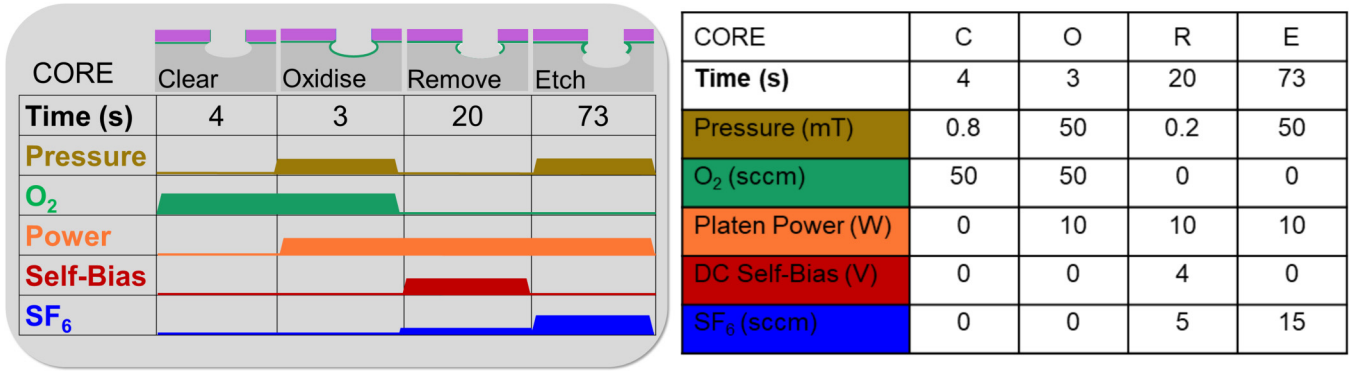 CORE Clear Oxidise Remove Etch
Time (s) 4 3 20 73
Pressure
O₂
Power
Self-Bias
SF₆
CORE C O R E
Time (s) 4 3 20 73
Pressure (mT) 0.8 50 0.2 50
O₂ (sccm) 50 50 0 0
Platen Power (W) 0 10 10 10
DC Self-Bias (V) 0 0 4 0
SF₆ (sccm) 0 0 5 15